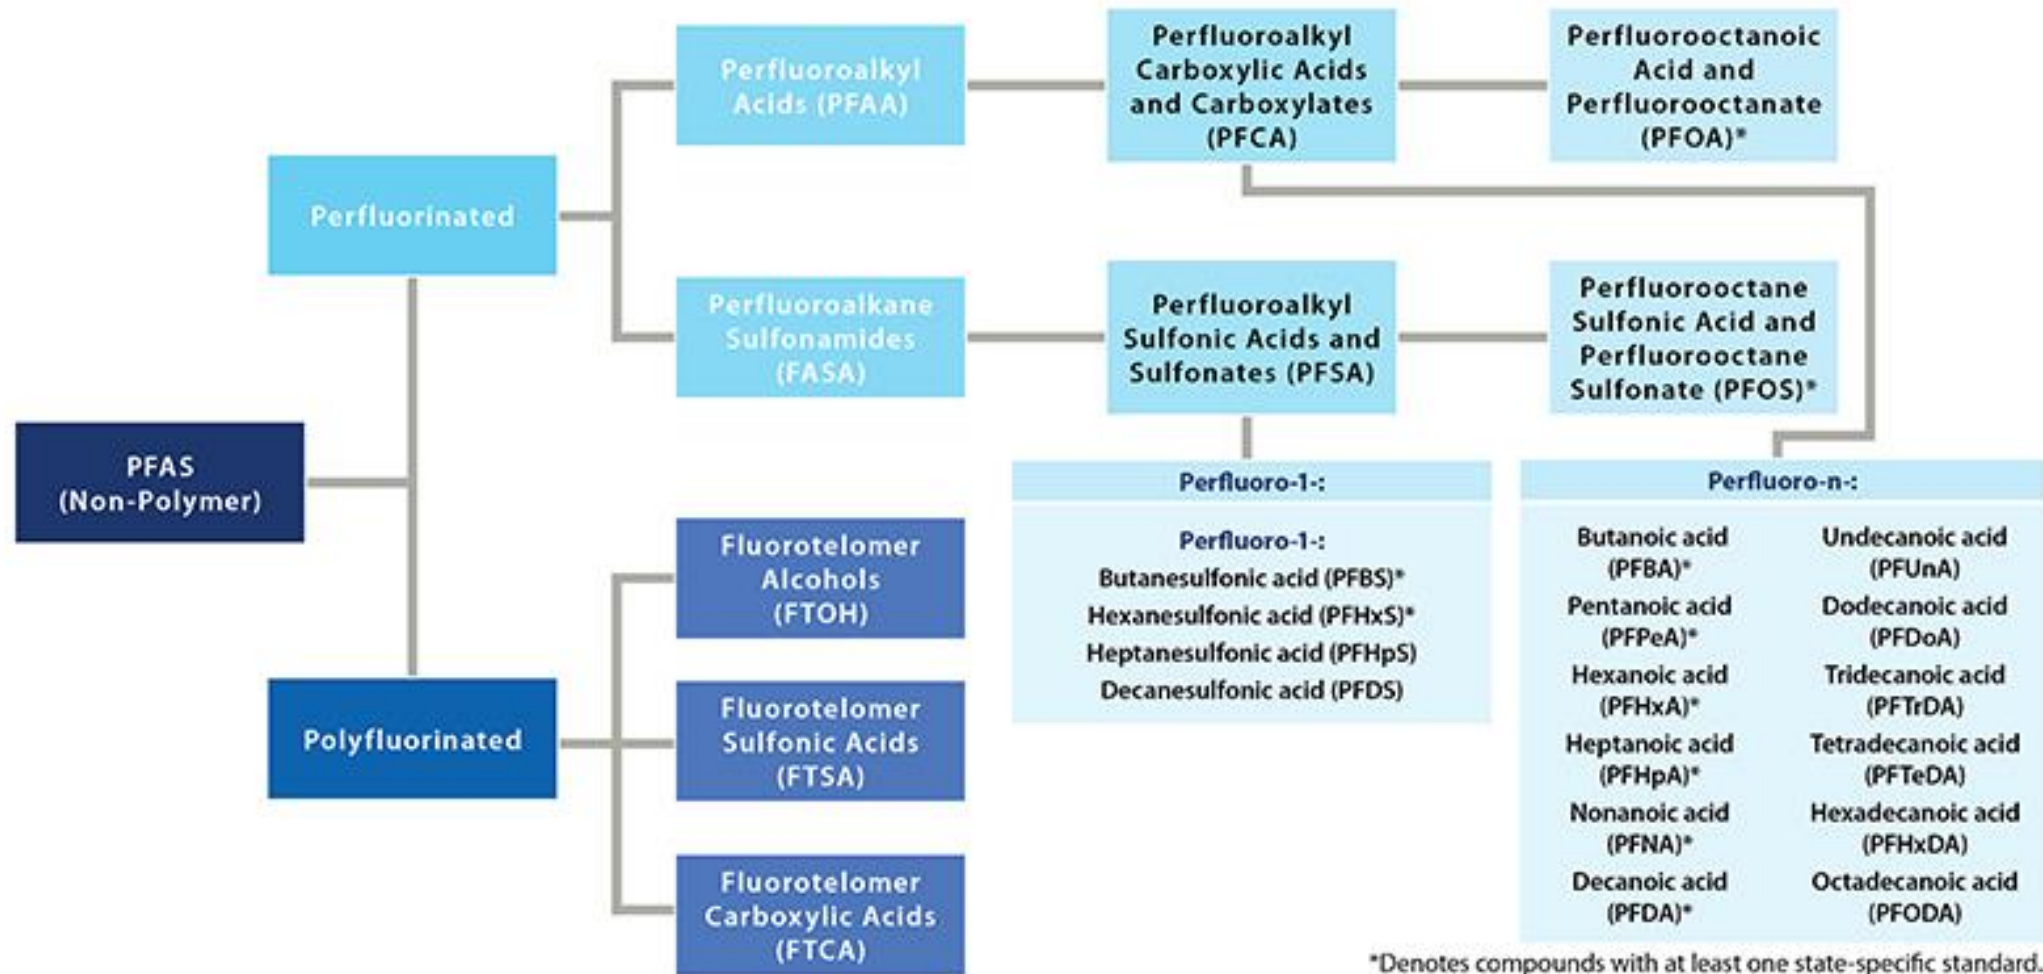 Perfluoroalkyl
Acids (PFAA)
Perfluoroalkyl
Carboxylic Acids
and Carboxylates
(PFCA)
Perfluorooctanoic
Acid and
Perfluorooctanate
(PFOA)*
Perfluorinated
Perfluoroalkane
Sulfonamides
(FASA)
Perfluoroalkyl
Sulfonic Acids and
Sulfonates (PFSA)
Perfluorooctane
Sulfonic Acid and
Perfluorooctane
Sulfonate (PFOS)*
PFAS
(Non-Polymer)
Polyfluorinated
Fluorotelomer
Alcohols
(FTOH)
Fluorotelomer
Sulfonic Acids
(FTSA)
Fluorotelomer
Carboxylic Acids
(FTCA)
Perfluoro-1-:
Perfluoro-1-:
Butanesulfonic acid (PFBS)*
Hexanesulfonic acid (PFHxS)*
Heptanesulfonic acid (PFHpS)
Decanesulfonic acid (PFDS)
Perfluoro-n-:
Butanoic acid
(PFBA)*
Pentanoic acid
(PFPeA)*
Hexanoic acid
(PFHxA)*
Heptanoic acid
(PFHpA)*
Nonanoic acid
(PFNA)*
Decanoic acid
(PFDA)*
Undecanoic acid
(PFUnA)
Dodecanoic acid
(PFDoA)
Tridecanoic acid
(PFTrDA)
Tetradecanoic acid
(PFTeDA)
Hexadecanoic acid
(PFHxDA)
Octadecanoic acid
(PFODA)
*Denotes compounds with at least one state-specific standard.